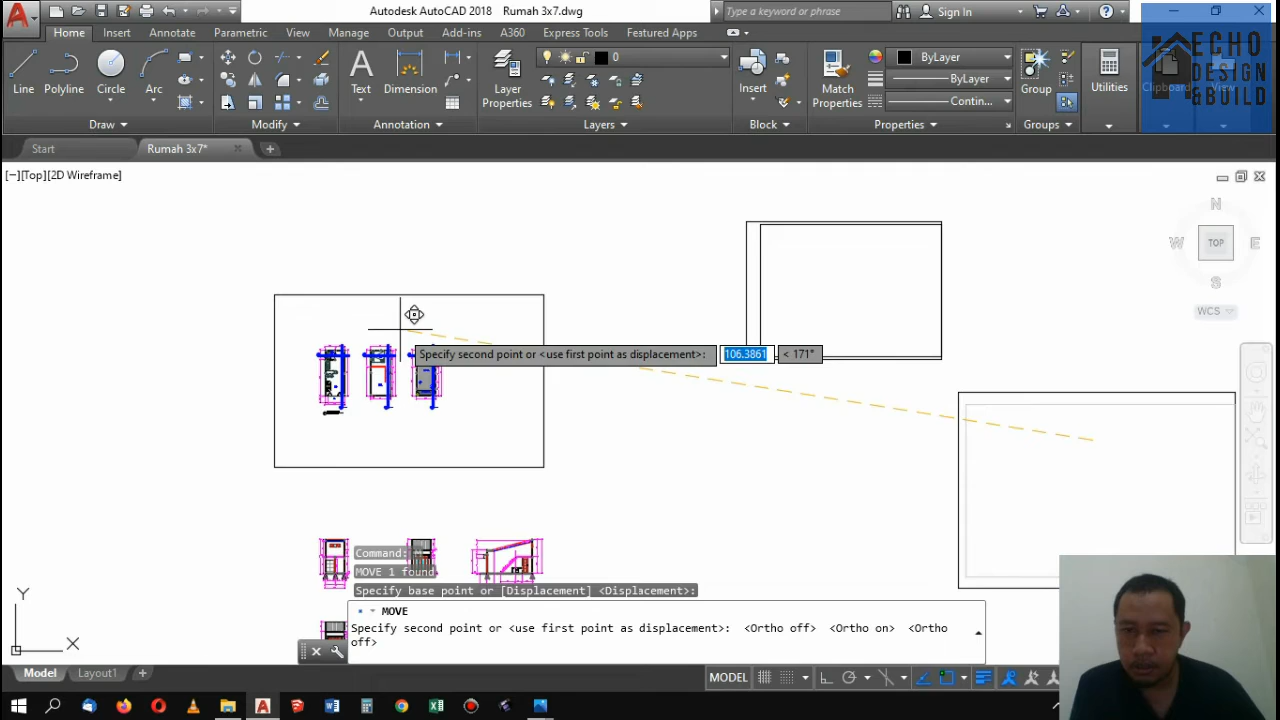 Autodesk AutoCAD 2018 Rumah 3x7.dwg
Type a keyword or phrase
Sign In
Home Insert Annotate Parametric View Manage Output Add-ins A360 Express Tools Featured Apps
ECHO
DESIGN
&BUILD
0
ByLayer
ByLayer
Contin...
Line Polyline Circle Arc
Text Dimension
Layer
Properties
Insert
Match
Properties
Group
Utilities
Clipboard
View
Draw Modify Annotation Layers Block Properties Groups
Start
Rumah 3x7*
[−][Top][2D Wireframe]
N
W TOP E
S
WCS
Specify second point or <use first point as displacement>: 106.3861 < 171°
Command:
MOVE 1 found
Specify base point or [Displacement] <Displacement>:
MOVE
Specify second point or <use first point as displacement>: <Ortho off> <Ortho on> <Ortho
off>
Y
X
Model Layout1
MODEL